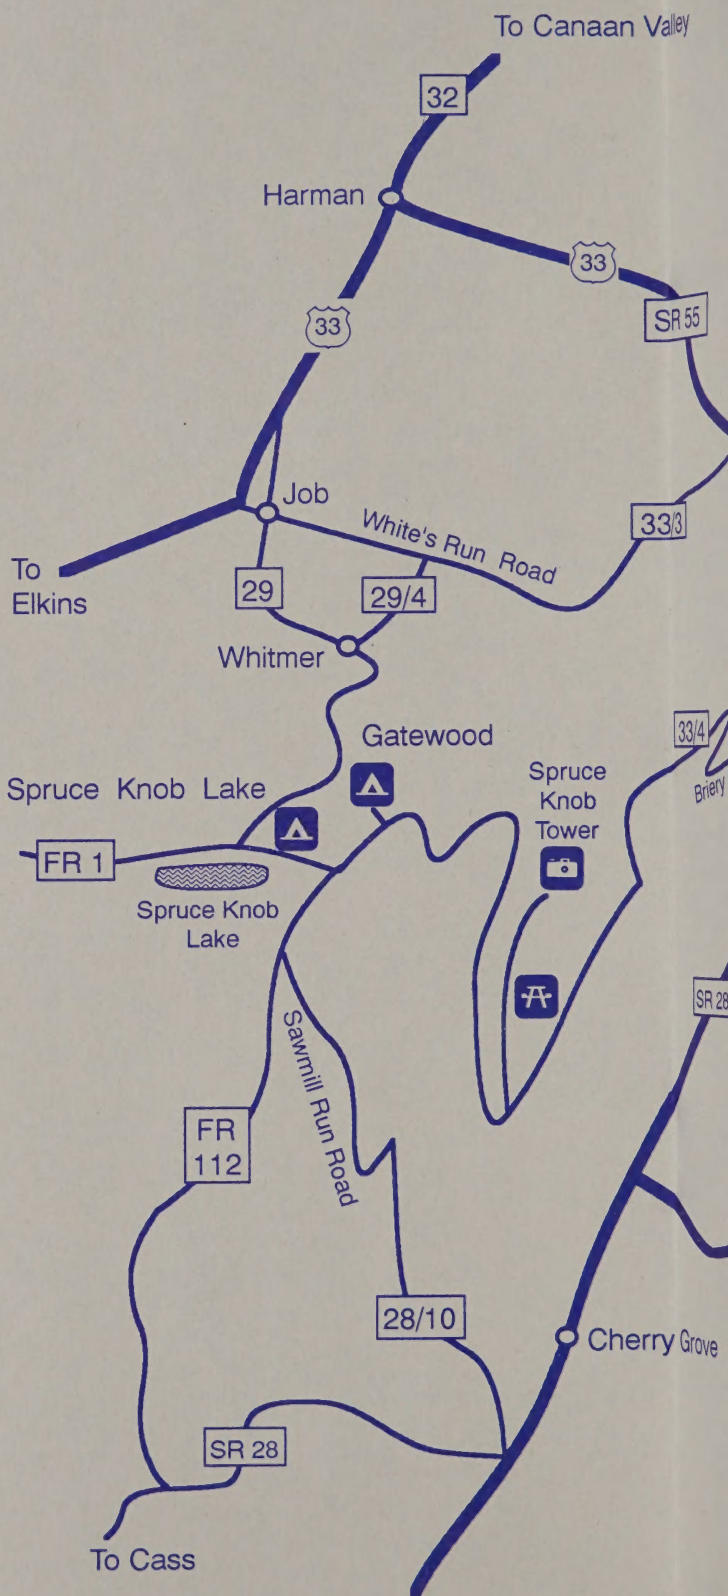 To Canaan Valley
32
Harman
33
33
SR 55
Job
White's Run Road
33/3
To
Elkins
29
29/4
Whitmer
Gatewood
33/4
Briery
Spruce Knob Lake
Spruce
Knob
Tower
FR 1
Spruce Knob
Lake
SR 28
Sawmill Run Road
FR
112
28/10
Cherry Grove
SR 28
To Cass